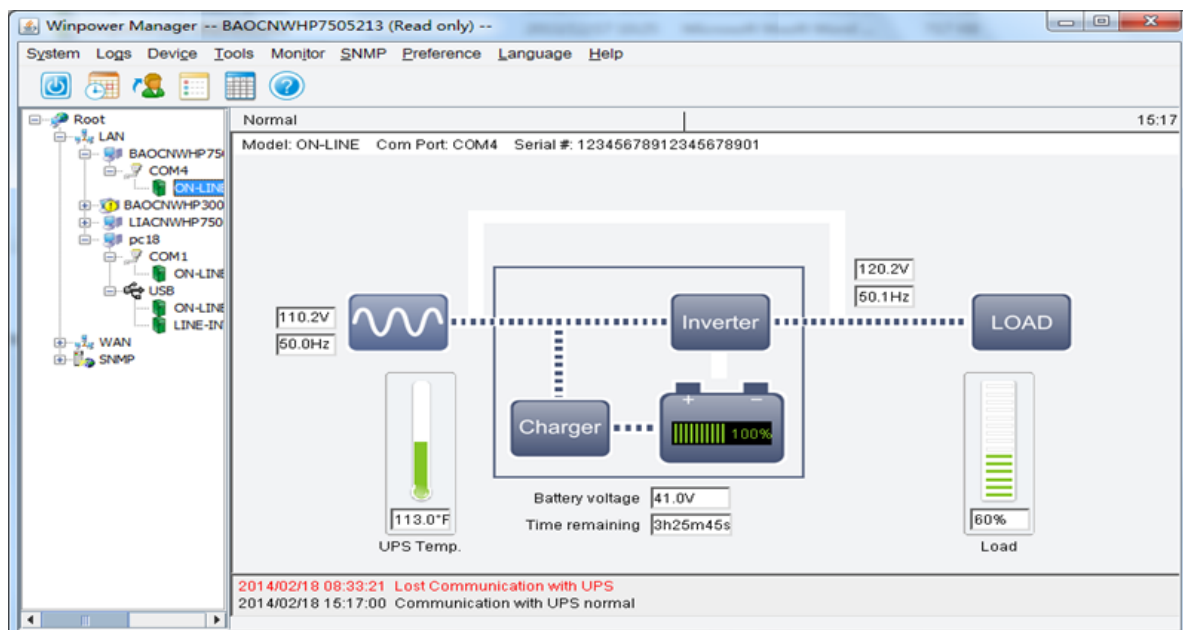 Winpower Manager -- BAOCNWHP7505213 (Read only) --
System Logs Device Tools Monitor SNMP Preference Language Help
Root
LAN
BAOCNWHP75
COM4
ON-LINE
BAOCNWHP300
LIACNWHP750
pc18
COM1
ON-LINE
USB
ON-LINE
LINE-IN
WAN
SNMP
Normal 15:17
Model: ON-LINE Com Port: COM4 Serial #: 12345678912345678901
110.2V
50.0Hz
Inverter
120.2V
50.1Hz
LOAD
Charger
+ -
100%
Battery voltage 41.0V
Time remaining 3h25m45s
113.0°F
UPS Temp.
60%
Load
2014/02/18 08:33:21 Lost Communication with UPS
2014/02/18 15:17:00 Communication with UPS normal